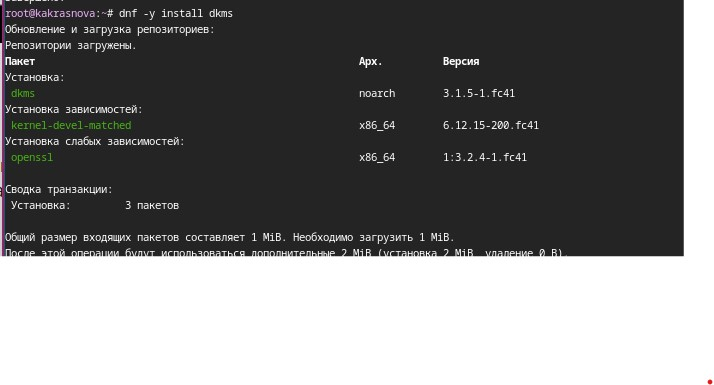 root@kakrasnova:~# dnf -y install dkms
Обновление и загрузка репозиториев:
Репозитории загружены.
Пакет Арх. Версия
Установка:
dkms noarch 3.1.5-1.fc41
Установка зависимостей:
kernel-devel-matched x86_64 6.12.15-200.fc41
Установка слабых зависимостей:
openssl x86_64 1:3.2.4-1.fc41
Сводка транзакции:
Установка: 3 пакетов
Общий размер входящих пакетов составляет 1 MiB. Необходимо загрузить 1 MiB.
После этой операции будут использоваться дополнительные 2 MiB (установка 2 MiB, удаление 0 B).